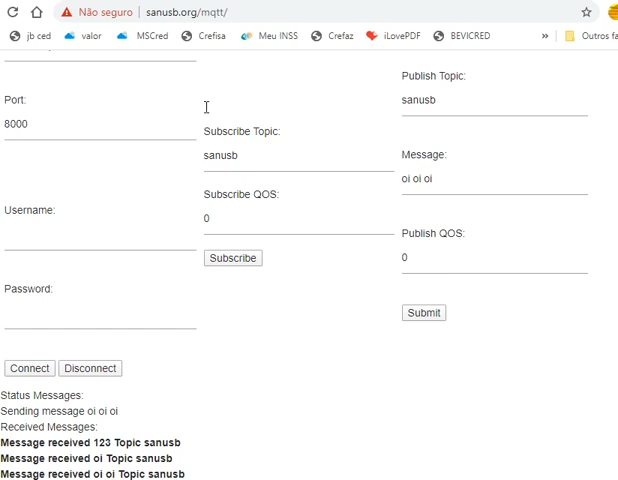 Não seguro | sanusb.org/mqtt/
jb ced valor MSCred Crefisa Meu INSS Crefaz iLovePDF BEVICRED » Outros fa
Port:
8000
Username:
Password:
Connect Disconnect
Subscribe Topic:
sanusb
Subscribe QOS:
0
Subscribe
Publish Topic:
sanusb
Message:
oi oi oi
Publish QOS:
0
Submit
Status Messages:
Sending message oi oi oi
Received Messages:
Message received 123 Topic sanusb
Message received oi Topic sanusb
Message received oi oi Topic sanusb